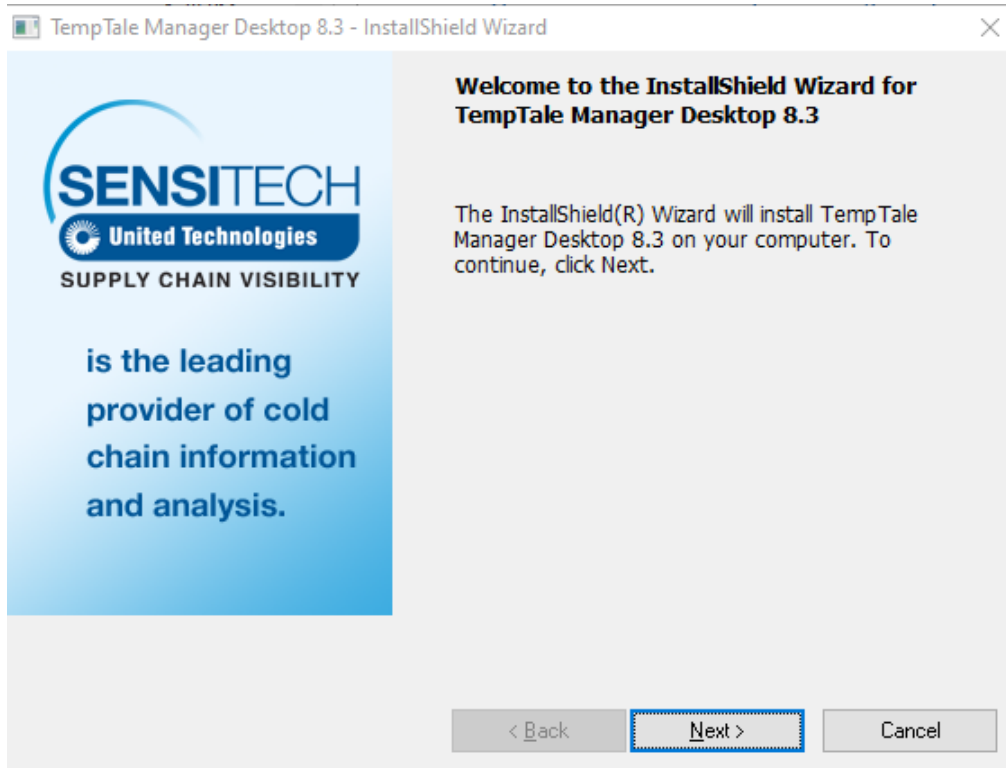 TempTale Manager Desktop 8.3 - InstallShield Wizard
SENSITECH
United Technologies
SUPPLY CHAIN VISIBILITY
is the leading
provider of cold
chain information
and analysis.
Welcome to the InstallShield Wizard for
TempTale Manager Desktop 8.3
The InstallShield(R) Wizard will install TempTale
Manager Desktop 8.3 on your computer. To
continue, click Next.
< Back
Next >
Cancel